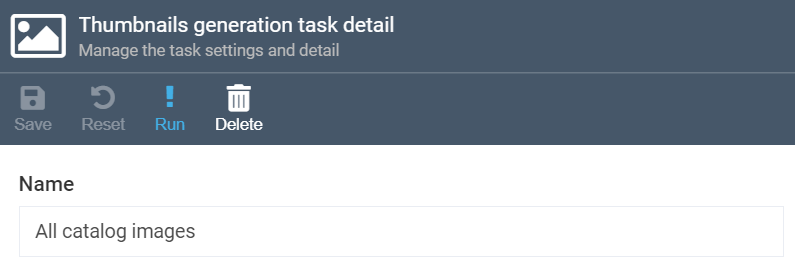 Thumbnails generation task detail
Manage the task settings and detail
Save Reset Run Delete
Name
All catalog images